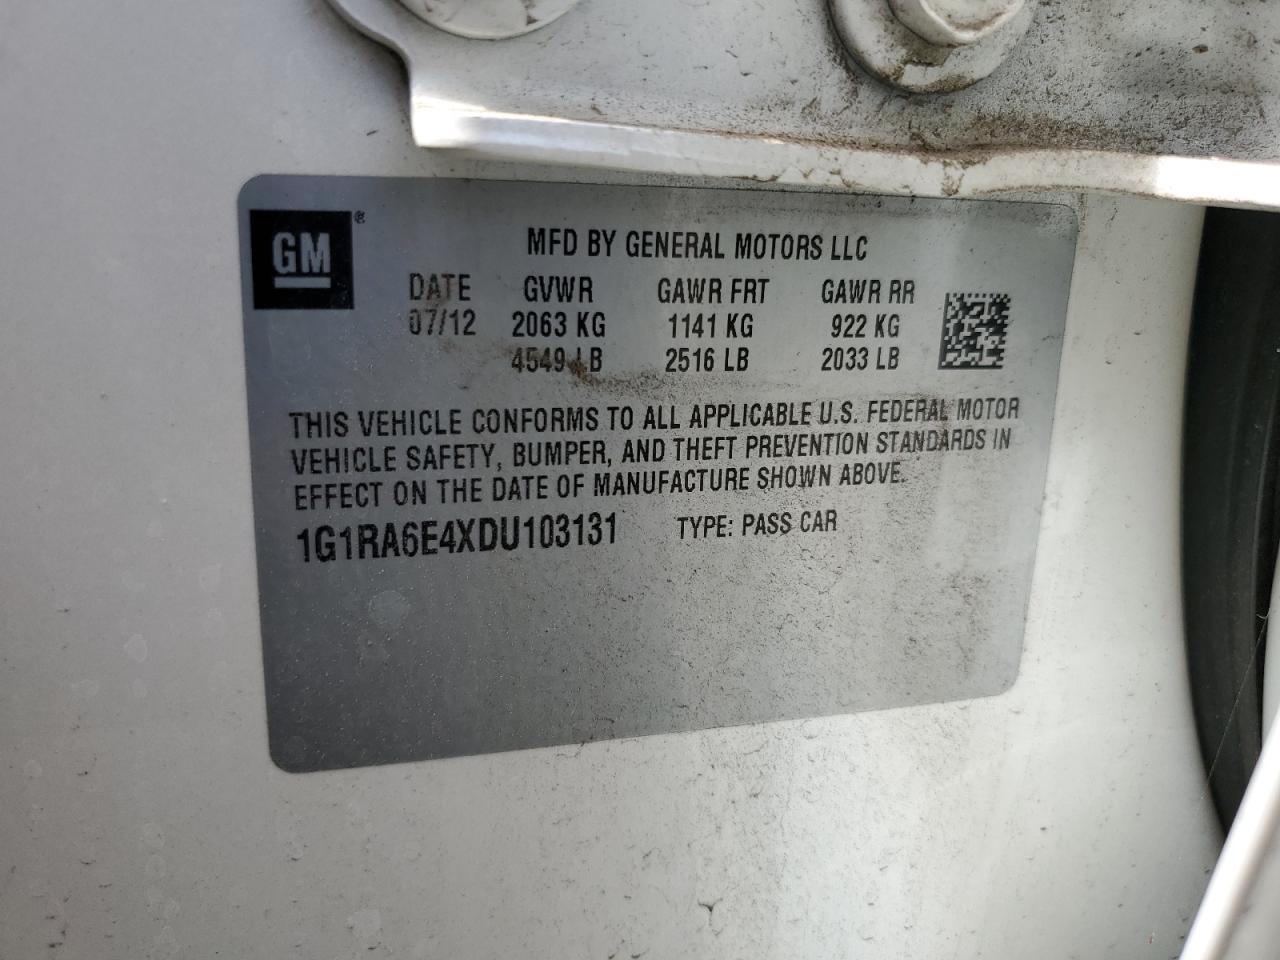 GM®
MFD BY GENERAL MOTORS LLC
DATE GVWR GAWR FRT GAWR RR
07/12 2063 KG 1141 KG 922 KG
4549 LB 2516 LB 2033 LB
THIS VEHICLE CONFORMS TO ALL APPLICABLE U.S. FEDERAL MOTOR
VEHICLE SAFETY, BUMPER, AND THEFT PREVENTION STANDARDS IN
EFFECT ON THE DATE OF MANUFACTURE SHOWN ABOVE.
1G1RA6E4XDU103131 TYPE: PASS CAR